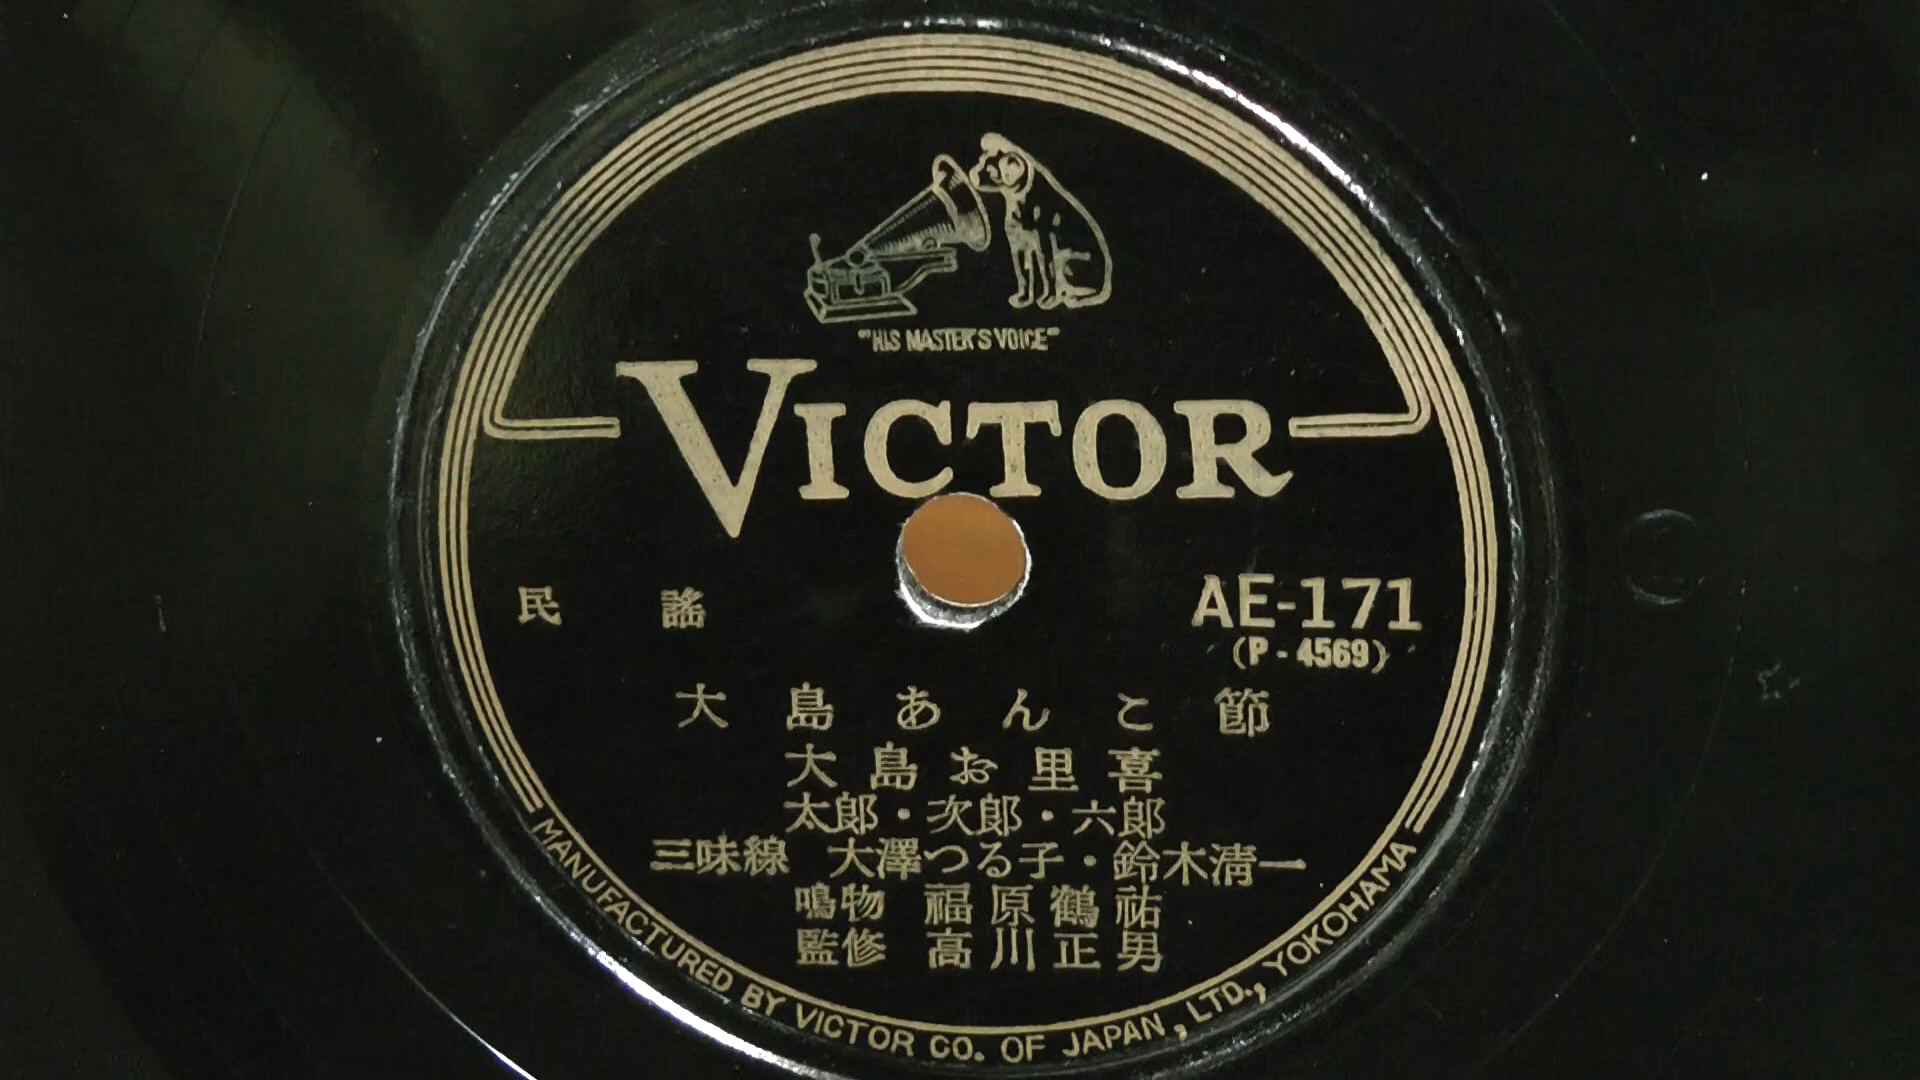 "HIS MASTER'S VOICE"
VICTOR
民謠
AE-171
(P-4569)
大島あんこ節
大島お里喜
太郎・次郎・六郎
三味線 大澤つる子・鈴木淸一
鳴物 福原鶴祐
監修 高川正男
MANUFACTURED BY VICTOR CO. OF JAPAN, LTD., YOKOHAMA